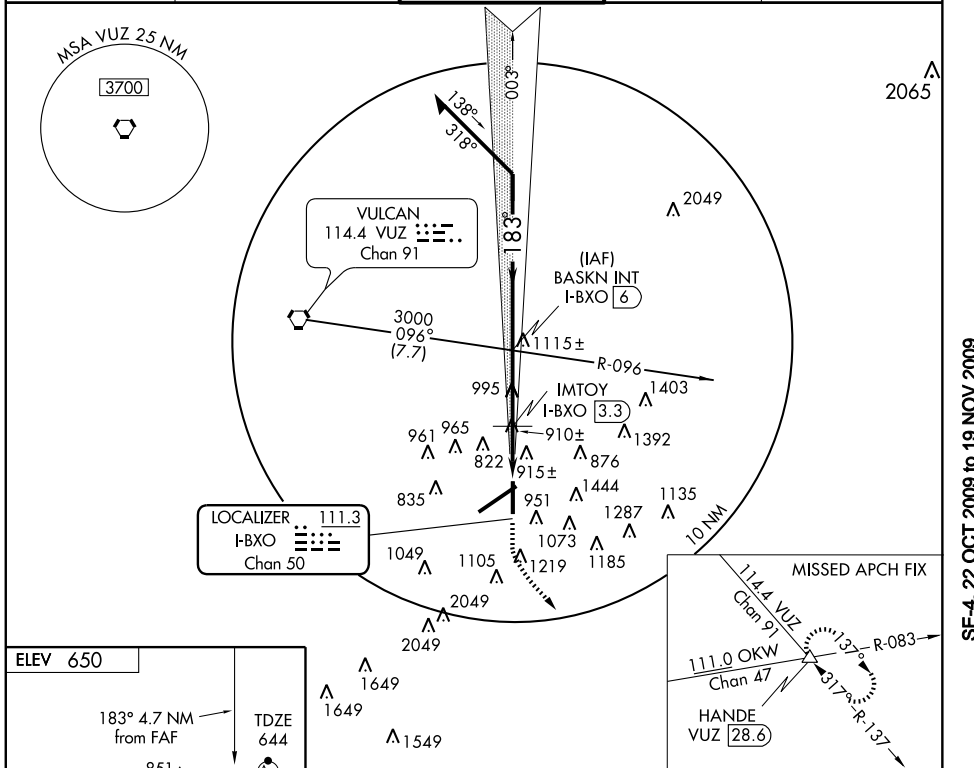 MSA VUZ 25 NM
3700
003°
138°
318°
183°
2065
2049
VULCAN
114.4 VUZ
Chan 91
(IAF)
BASKN INT
I-BXO 6
3000
096°
(7.7)
1115±
R-096
995
IMTOY
I-BXO 3.3
1403
961
965
822
910±
1392
915±
876
835
1444
951
1135
1287
LOCALIZER 111.3
I-BXO
Chan 50
1073
1185
10 NM
1049
1105
1219
2049
2049
1649
1649
1549
MISSED APCH FIX
114.4 VUZ
Chan 91
111.0 OKW
Chan 47
137°
R-083
317°
R-137
HANDE
VUZ 28.6
ELEV 650
183° 4.7 NM
from FAF
TDZE
644
SE-4, 22 OCT 2009 to 19 NOV 2009